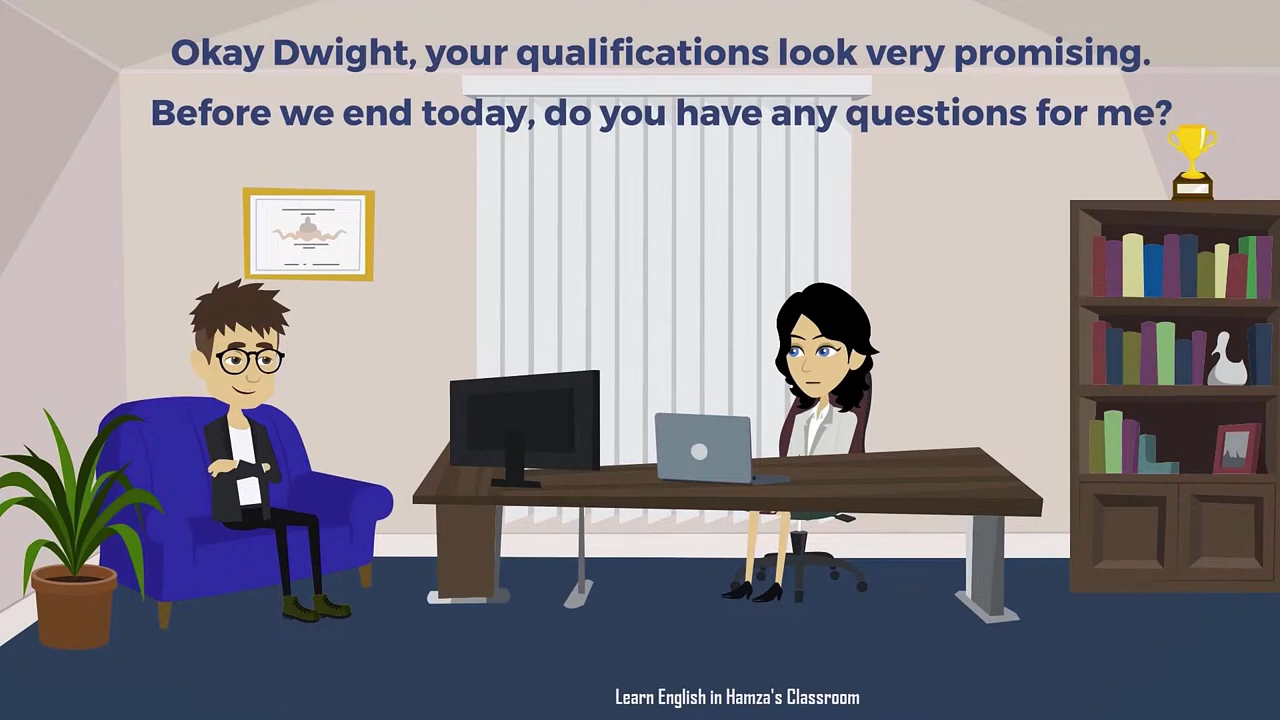 Okay Dwight, your qualifications look very promising.
Before we end today, do you have any questions for me?
Learn English in Hamza's Classroom